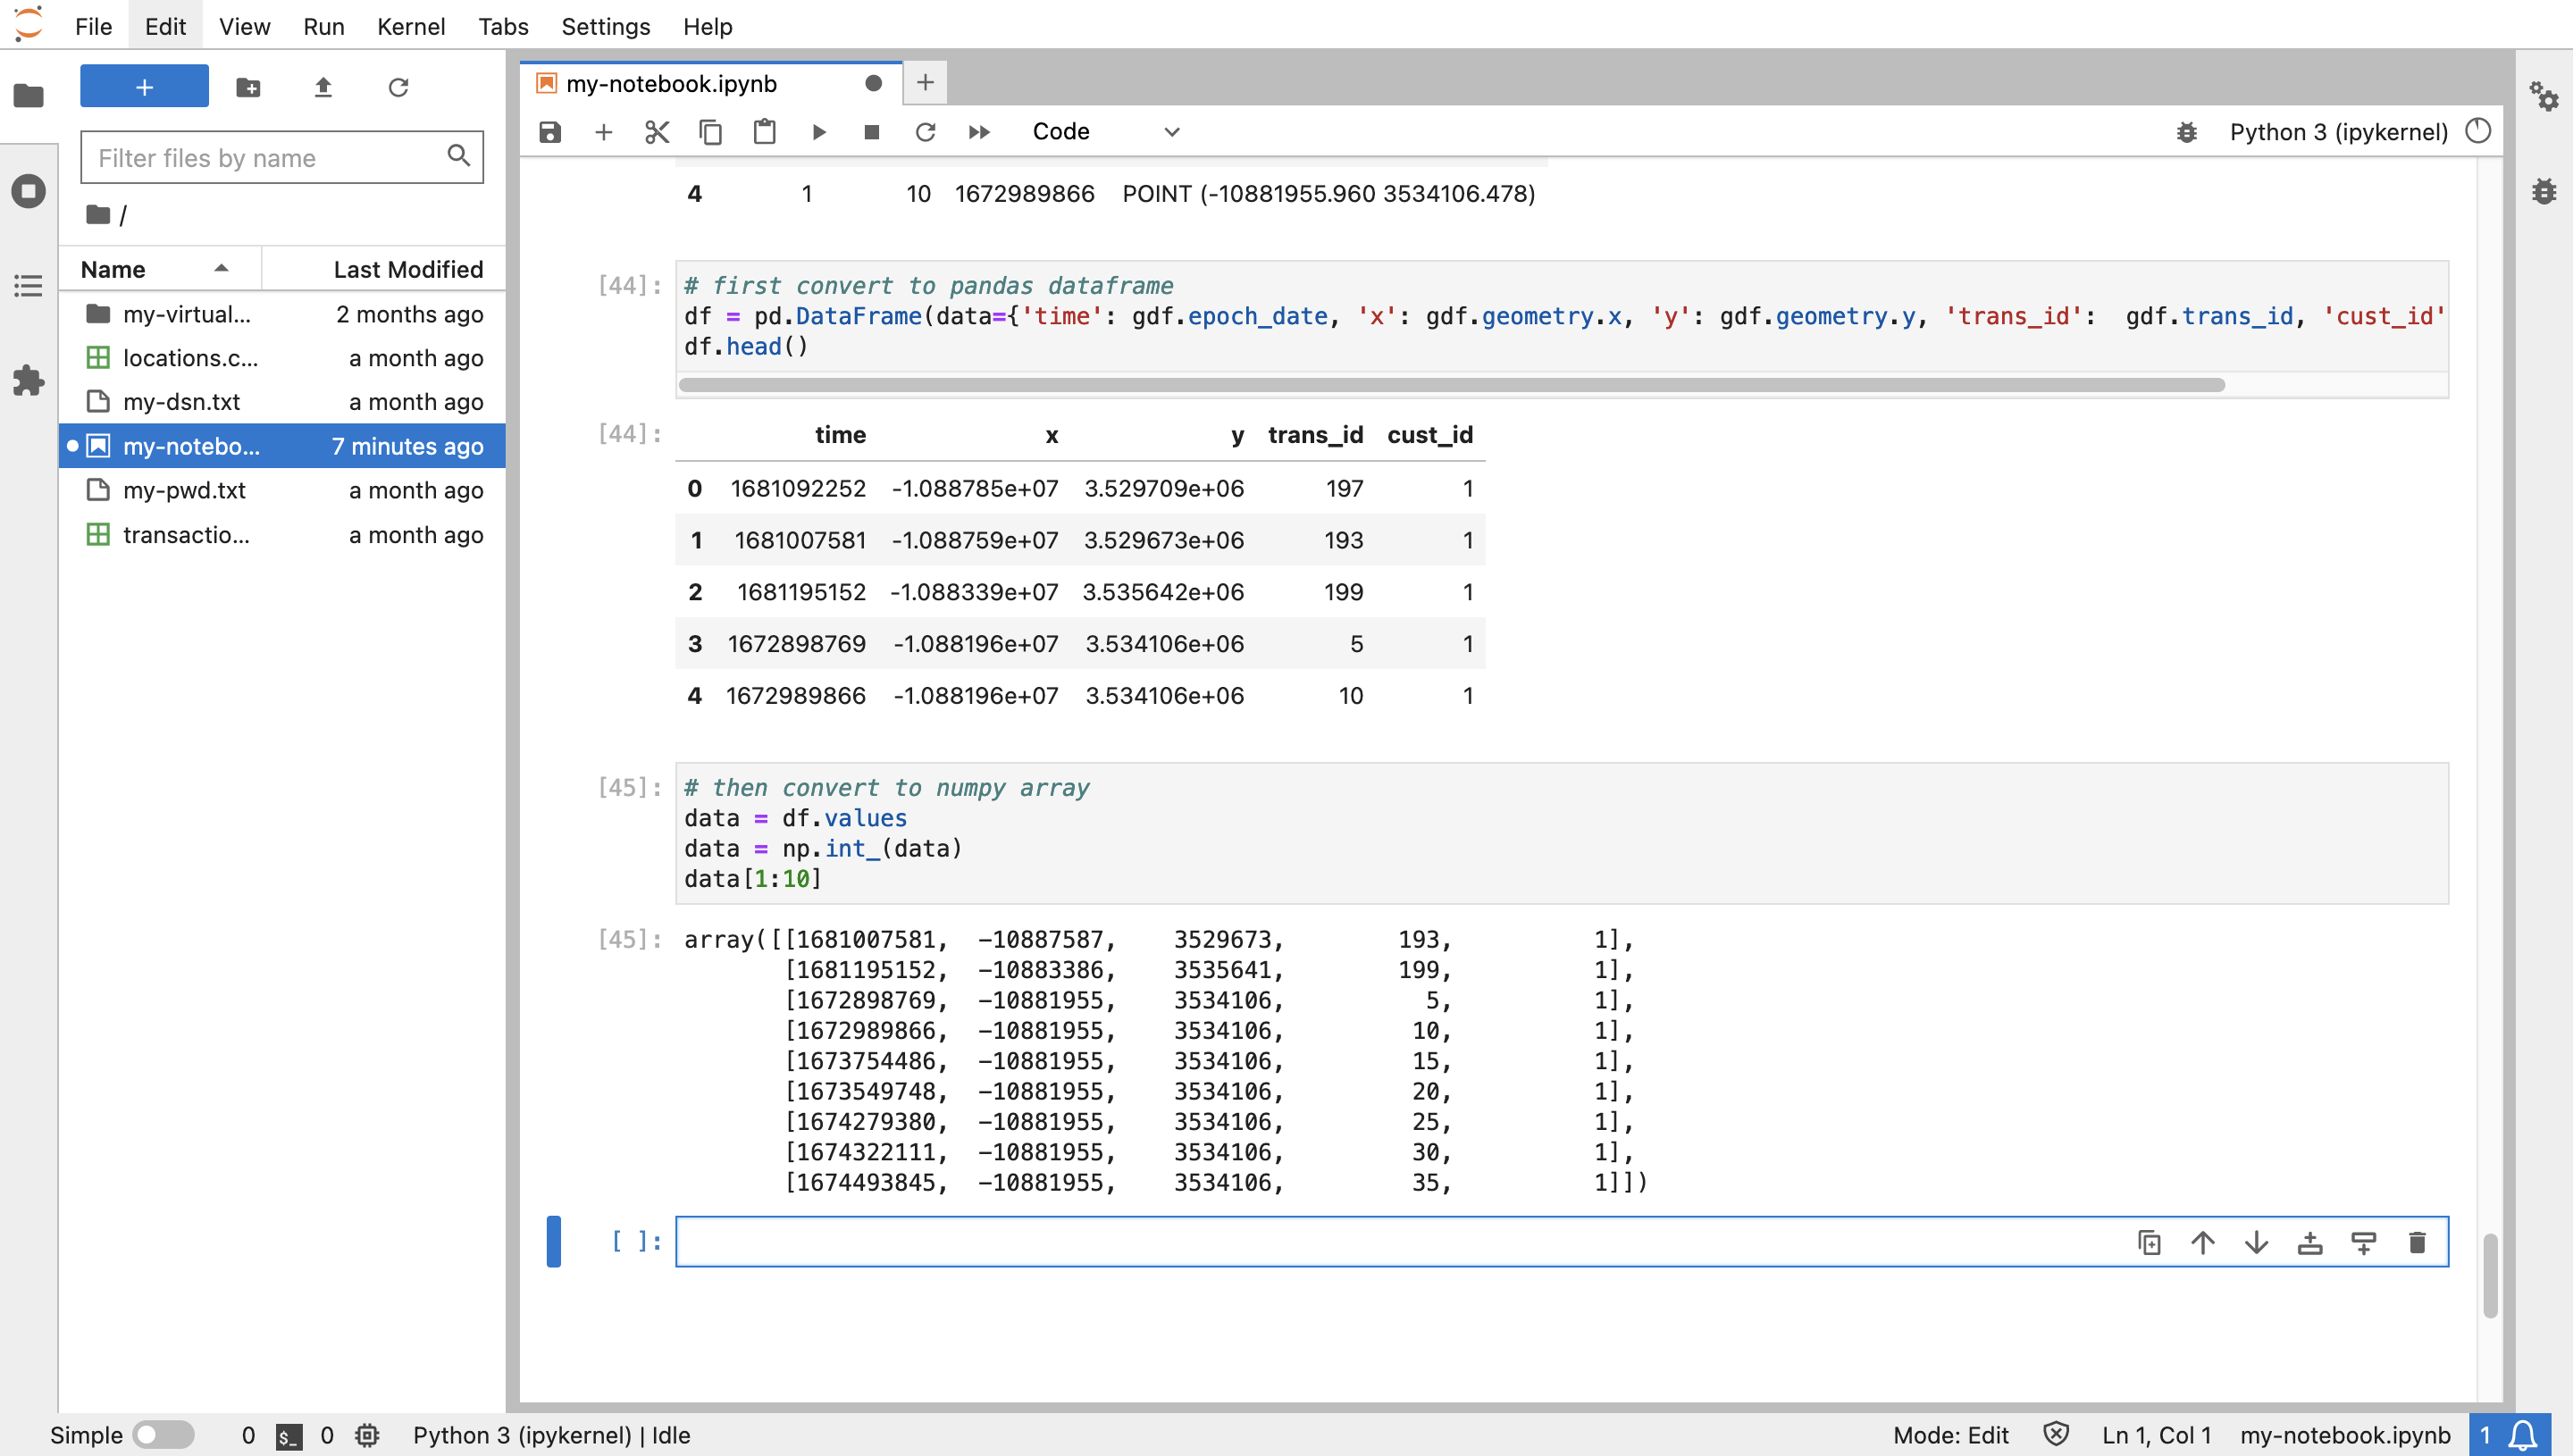 File Edit View Run Kernel Tabs Settings Help
+
Filter files by name
/
Name Last Modified
my-virtual... 2 months ago
locations.c... a month ago
my-dsn.txt a month ago
my-notebo... 7 minutes ago
my-pwd.txt a month ago
transactio... a month ago
my-notebook.ipynb
Code
Python 3 (ipykernel)
4 1 10 1672989866 POINT (-10881955.960 3534106.478)
[44]: # first convert to pandas dataframe
df = pd.DataFrame(data={'time': gdf.epoch_date, 'x': gdf.geometry.x, 'y': gdf.geometry.y, 'trans_id':  gdf.trans_id, 'cust_id'
df.head()
[44]: time x y trans_id cust_id
0 1681092252 -1.088785e+07 3.529709e+06 197 1
1 1681007581 -1.088759e+07 3.529673e+06 193 1
2 1681195152 -1.088339e+07 3.535642e+06 199 1
3 1672898769 -1.088196e+07 3.534106e+06 5 1
4 1672989866 -1.088196e+07 3.534106e+06 10 1
[45]: # then convert to numpy array
data = df.values
data = np.int_(data)
data[1:10]
[45]: array([[1681007581, -10887587, 3529673, 193, 1],
[1681195152, -10883386, 3535641, 199, 1],
[1672898769, -10881955, 3534106, 5, 1],
[1672989866, -10881955, 3534106, 10, 1],
[1673754486, -10881955, 3534106, 15, 1],
[1673549748, -10881955, 3534106, 20, 1],
[1674279380, -10881955, 3534106, 25, 1],
[1674322111, -10881955, 3534106, 30, 1],
[1674493845, -10881955, 3534106, 35, 1]])
[ ]:
Simple 0 $_ 0 Python 3 (ipykernel) | Idle Mode: Edit Ln 1, Col 1 my-notebook.ipynb 1